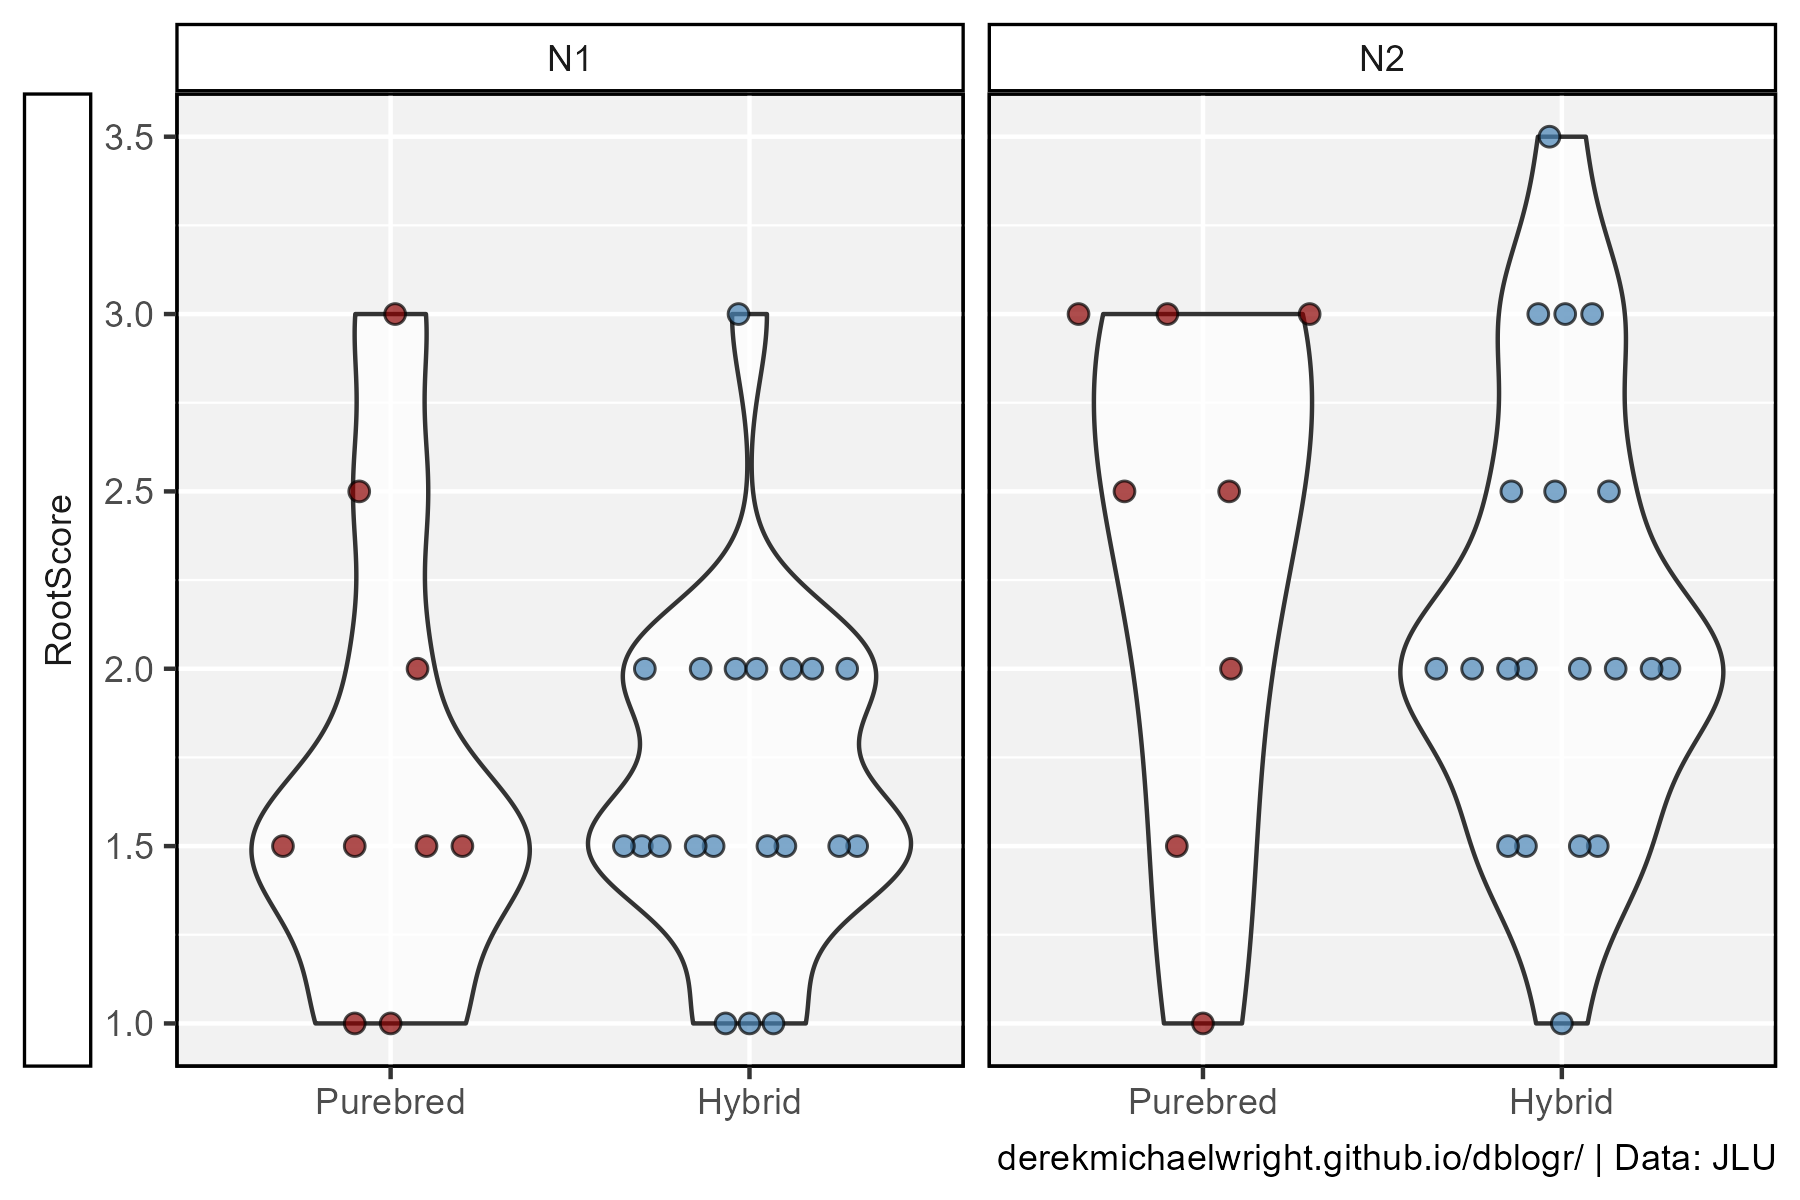 N1
N2
RootScore
3.5
3.0
2.5
2.0
1.5
1.0
Purebred
Hybrid
Purebred
Hybrid
derekmichaelwright.github.io/dblogr/ | Data: JLU